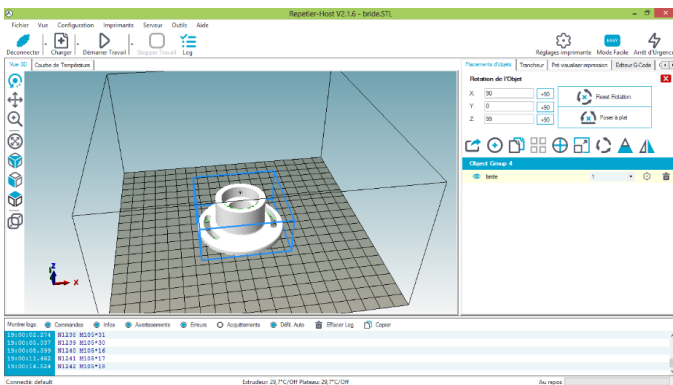 Repetier-Host V2.1.6 - bride.STL
Fichier Vue Configuration Imprimante Serveur Outils Aide
EASY
Déconnecter Charger Démarrer Travail Stopper Travail Log Réglages imprimante Mode Facile Arrêt d'Urgence
Vue 3D Courbe de Température Placements d'objets Trancheur Pré visualiser impression Editeur G-Code
Rotation de l'Objet
X: 90 +90 Reset Rotation
Y: 0 +90
Z: 99 +90 Poser à plat
Object Group 4
bride 1
Z
X
Montrer logs: Commandes Infos Avertissements Erreurs Acquittements Défil. Auto Effacer Log Copier
19:00:02.274 N1238 M105*31
19:00:05.337 N1239 M105*30
19:00:08.399 N1240 M105*16
19:00:11.462 N1241 M105*17
19:00:14.524 N1242 M105*18
Connecté: default Extrudeur: 29,7°C/Off Plateau: 29,7°C/Off Au repos